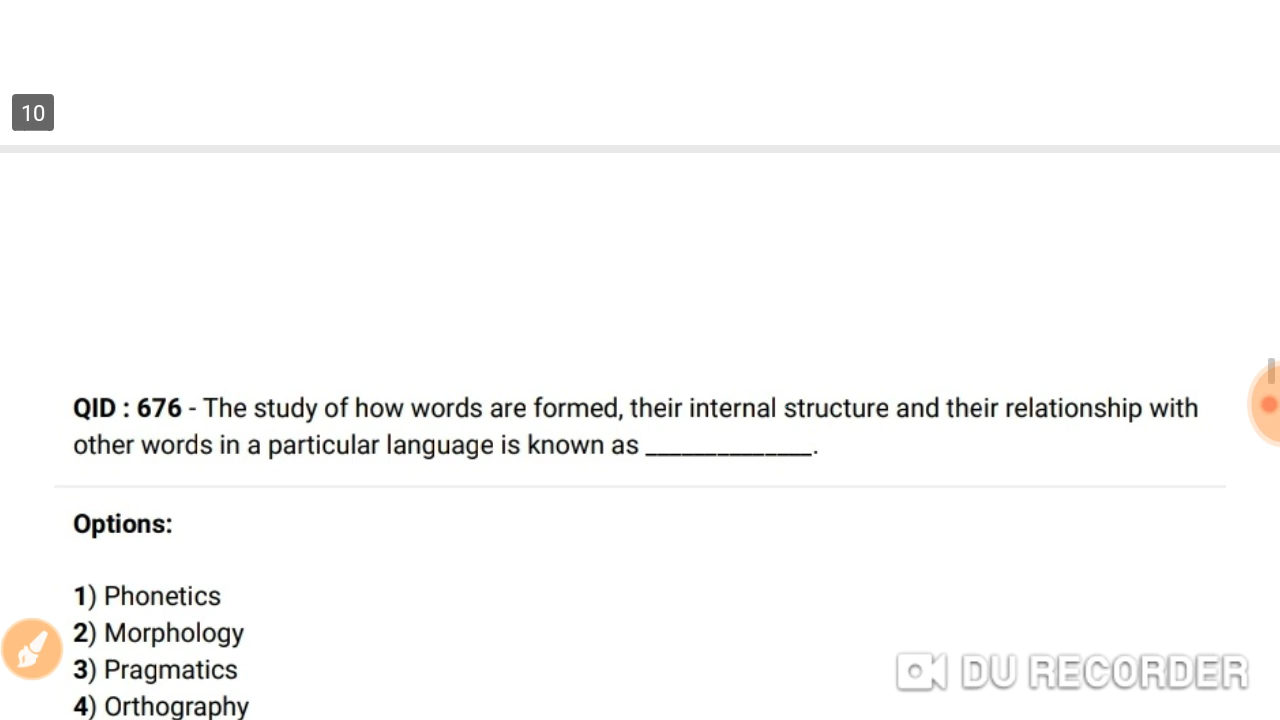 10
QID : 676 - The study of how words are formed, their internal structure and their relationship with
other words in a particular language is known as ______________.
Options:
1) Phonetics
2) Morphology
3) Pragmatics
4) Orthography
DU RECORDER